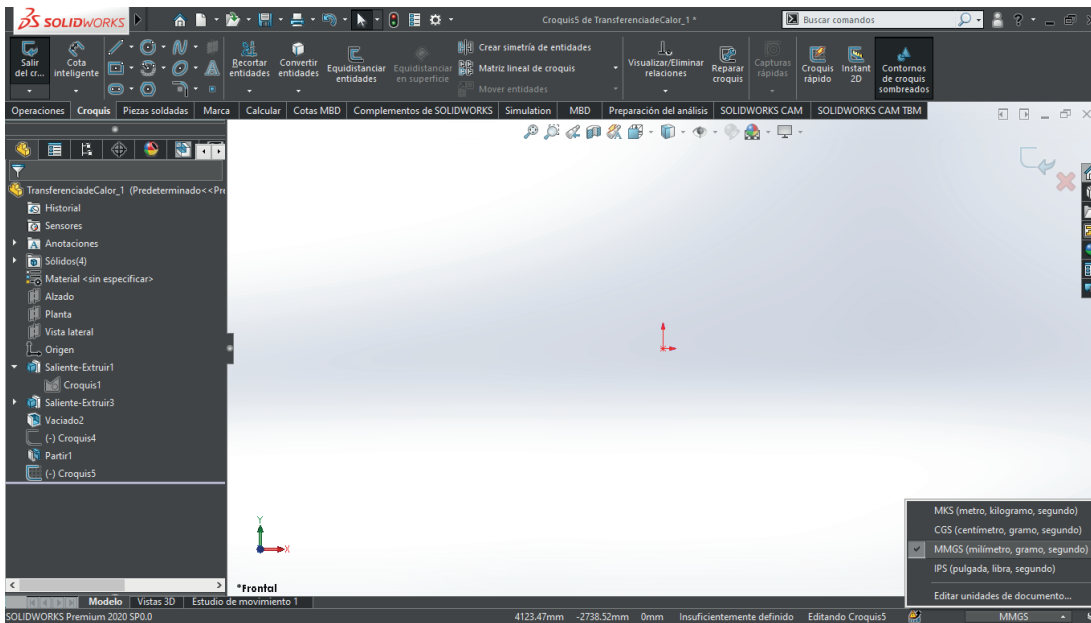 SOLIDWORKS
Croquis5 de TransferenciadeCalor_1 *
Buscar comandos
Salir del cr...
Cota inteligente
Recortar entidades
Convertir entidades
Equidistanciar entidades
Equidistanciar en superficie
Crear simetría de entidades
Matriz lineal de croquis
Mover entidades
Visualizar/Eliminar relaciones
Reparar croquis
Capturas rápidas
Croquis rápido
Instant 2D
Contornos de croquis sombreados
Operaciones Croquis Piezas soldadas Marca Calcular Cotas MBD Complementos de SOLIDWORKS Simulation MBD Preparación del análisis SOLIDWORKS CAM SOLIDWORKS CAM TBM
TransferenciadeCalor_1 (Predeterminado<<Pre
Historial
Sensores
Anotaciones
Sólidos(4)
Material <sin especificar>
Alzado
Planta
Vista lateral
Origen
Saliente-Extruir1
Croquis1
Saliente-Extruir3
Vaciado2
(-) Croquis4
Partir1
(-) Croquis5
Y
X
*Frontal
MKS (metro, kilogramo, segundo)
CGS (centímetro, gramo, segundo)
MMGS (milímetro, gramo, segundo)
IPS (pulgada, libra, segundo)
Editar unidades de documento...
Modelo Vistas 3D Estudio de movimiento 1
SOLIDWORKS Premium 2020 SP0.0 4123.47mm -2738.52mm 0mm Insuficientemente definido Editando Croquis5 MMGS